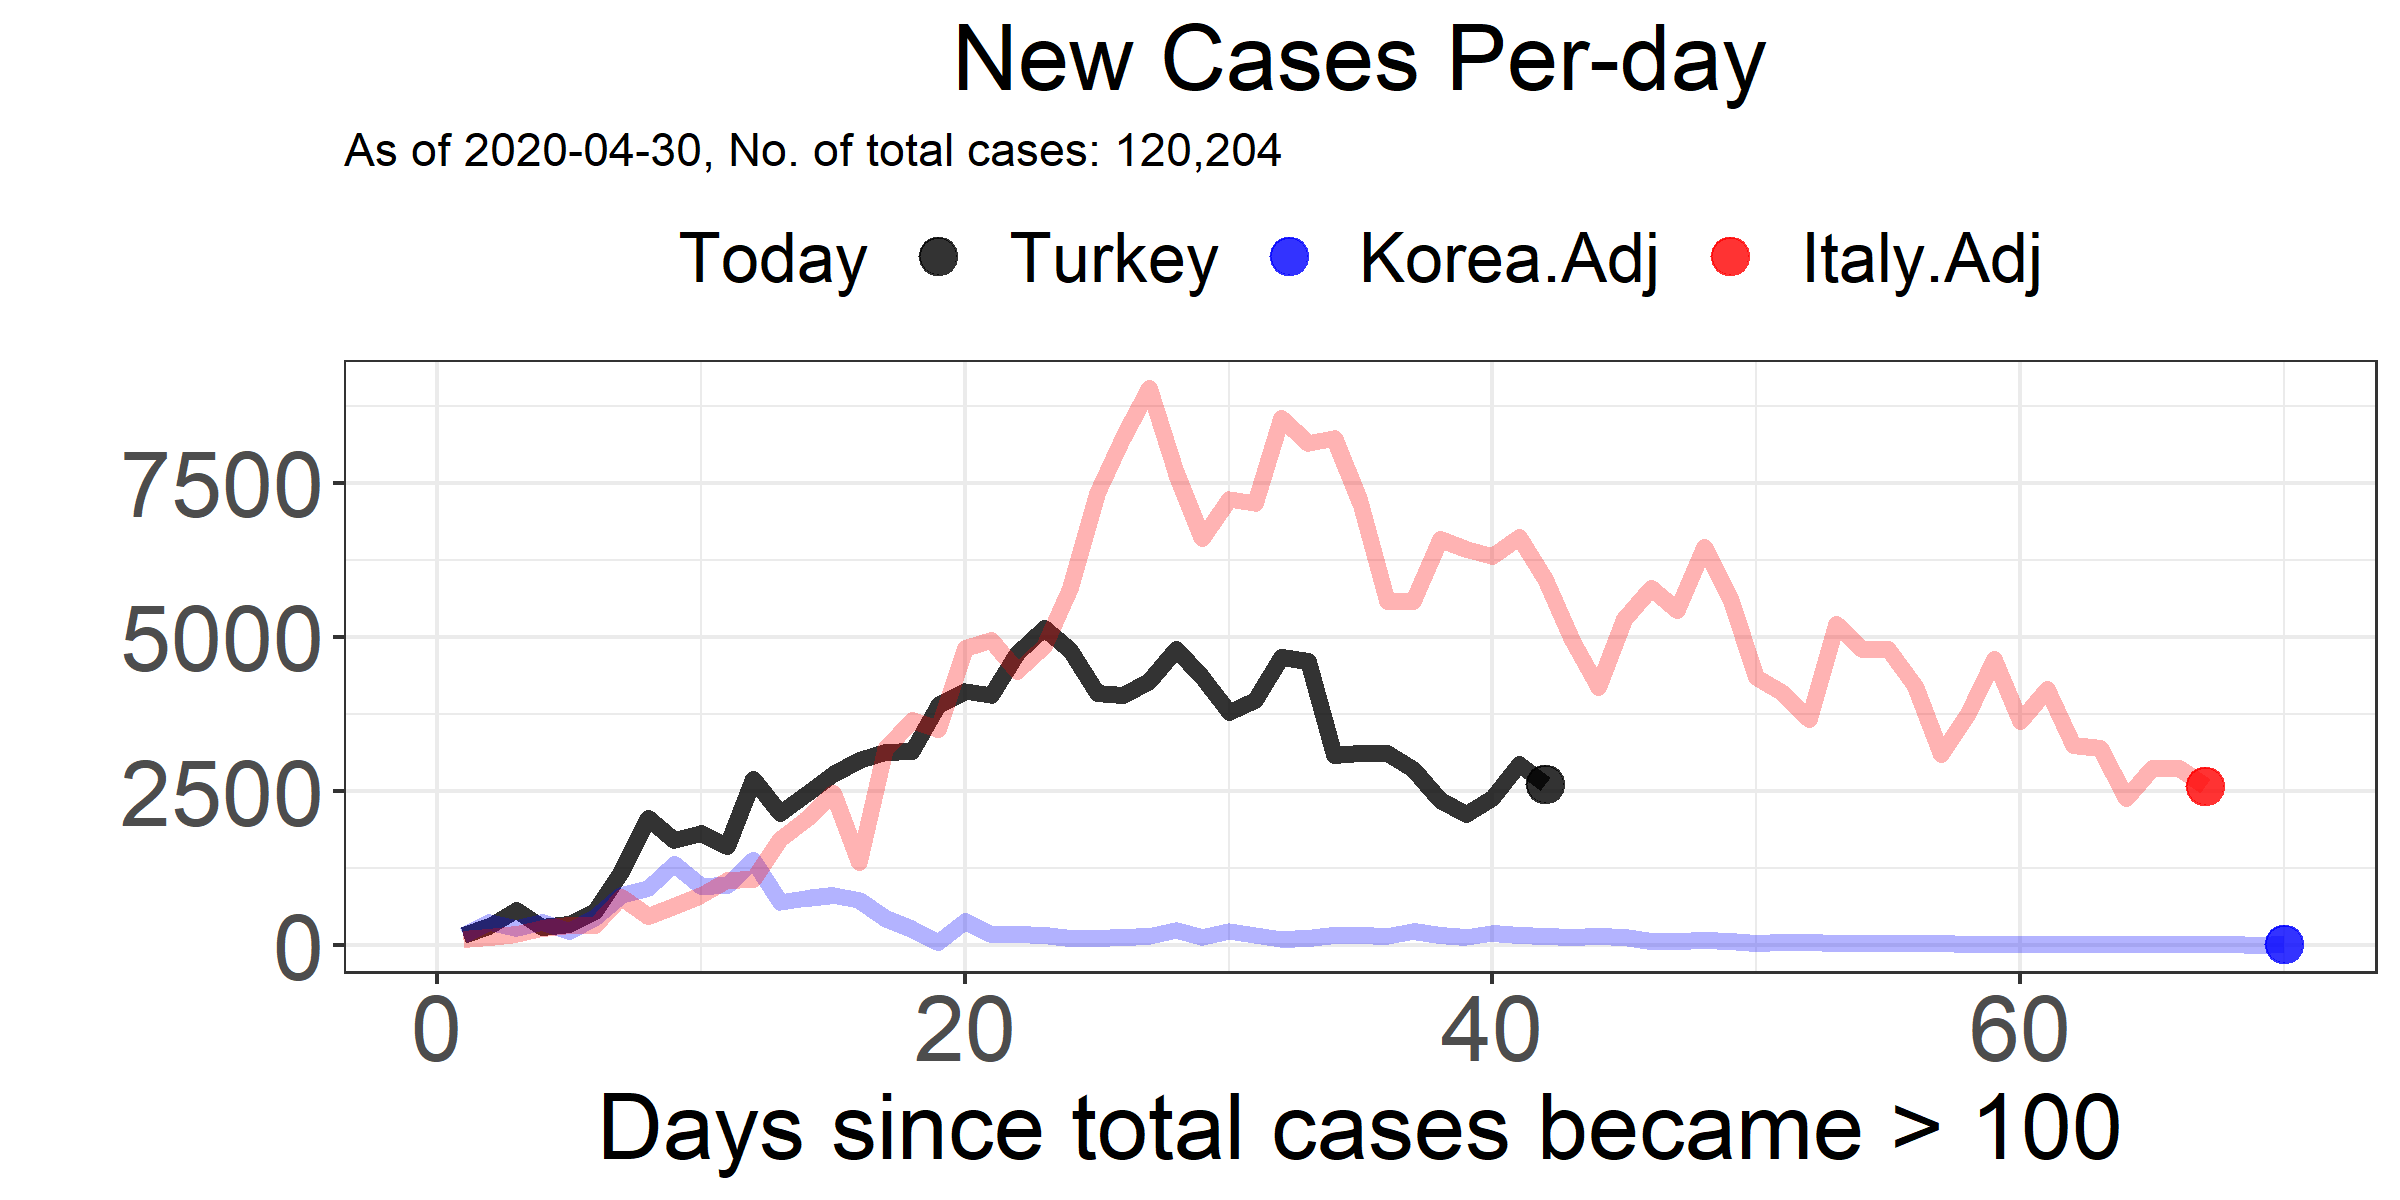 New Cases Per-day
As of 2020-04-30, No. of total cases: 120,204
Today Turkey Korea.Adj Italy.Adj
7500
5000
2500
0
0 20 40 60
Days since total cases became > 100